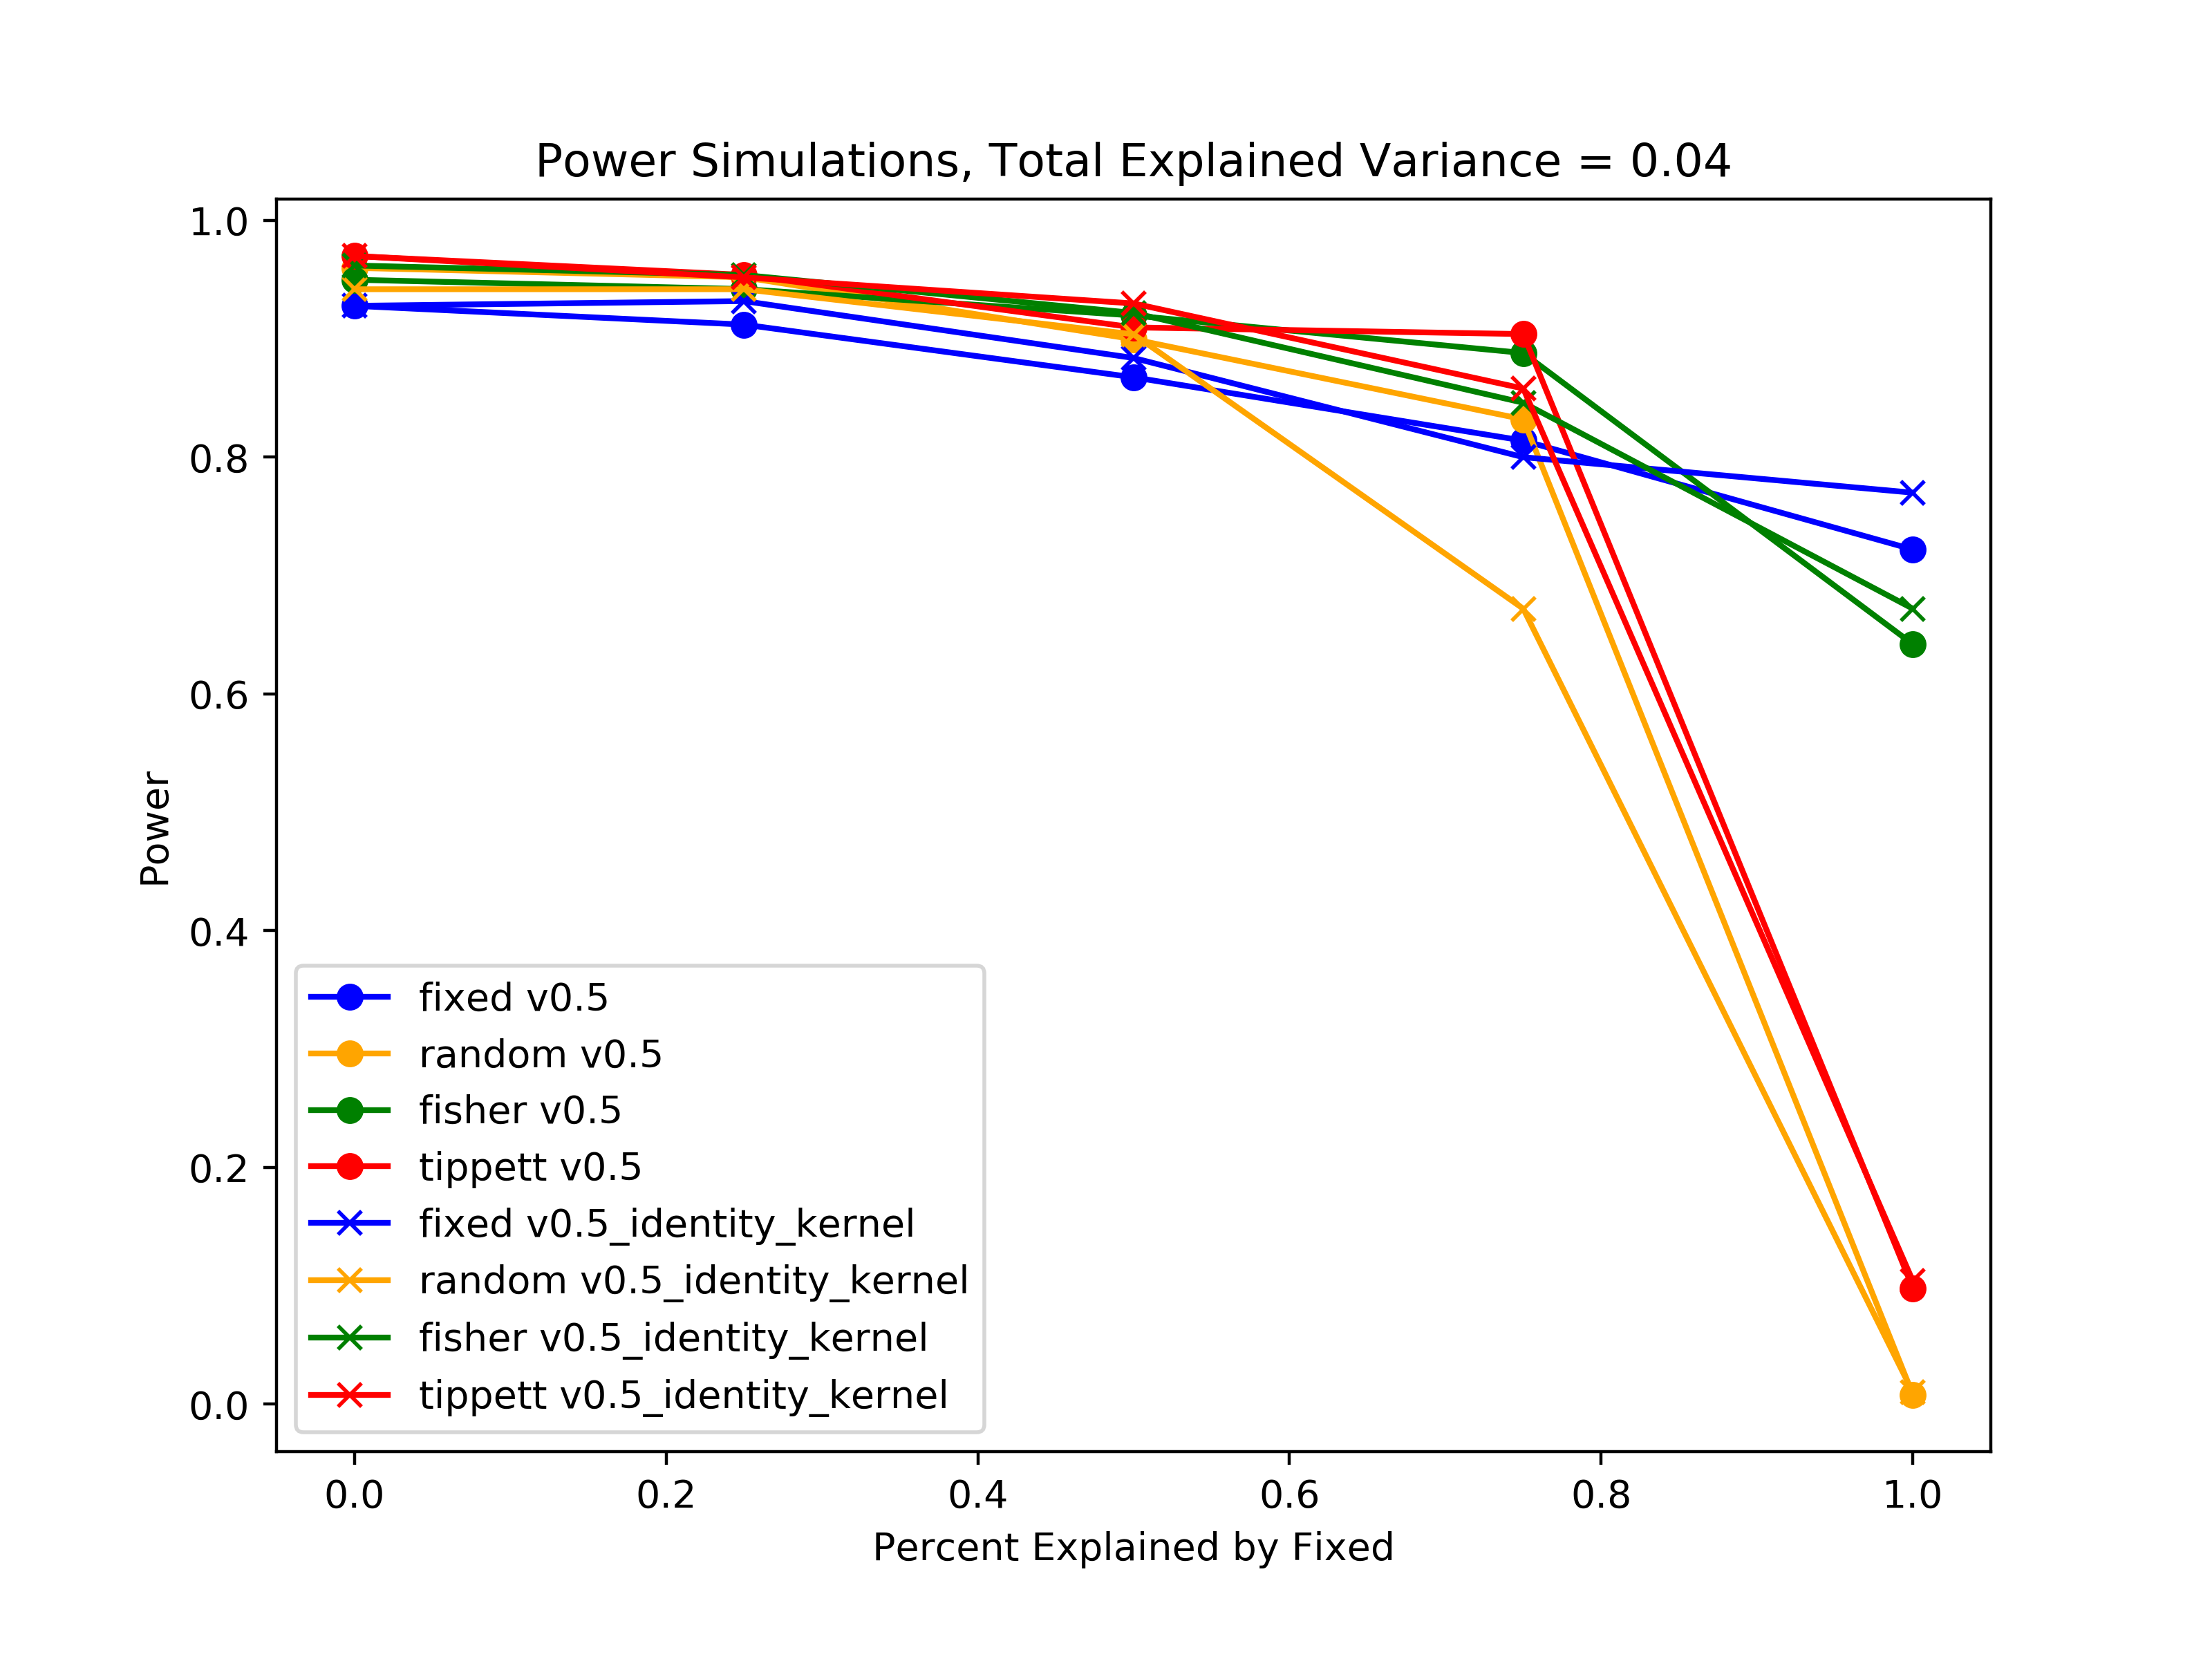 Power Simulations, Total Explained Variance = 0.04
1.0
0.8
0.6
0.4
0.2
0.0
Power
fixed v0.5
random v0.5
fisher v0.5
tippett v0.5
fixed v0.5_identity_kernel
random v0.5_identity_kernel
fisher v0.5_identity_kernel
tippett v0.5_identity_kernel
0.0 0.2 0.4 0.6 0.8 1.0
Percent Explained by Fixed